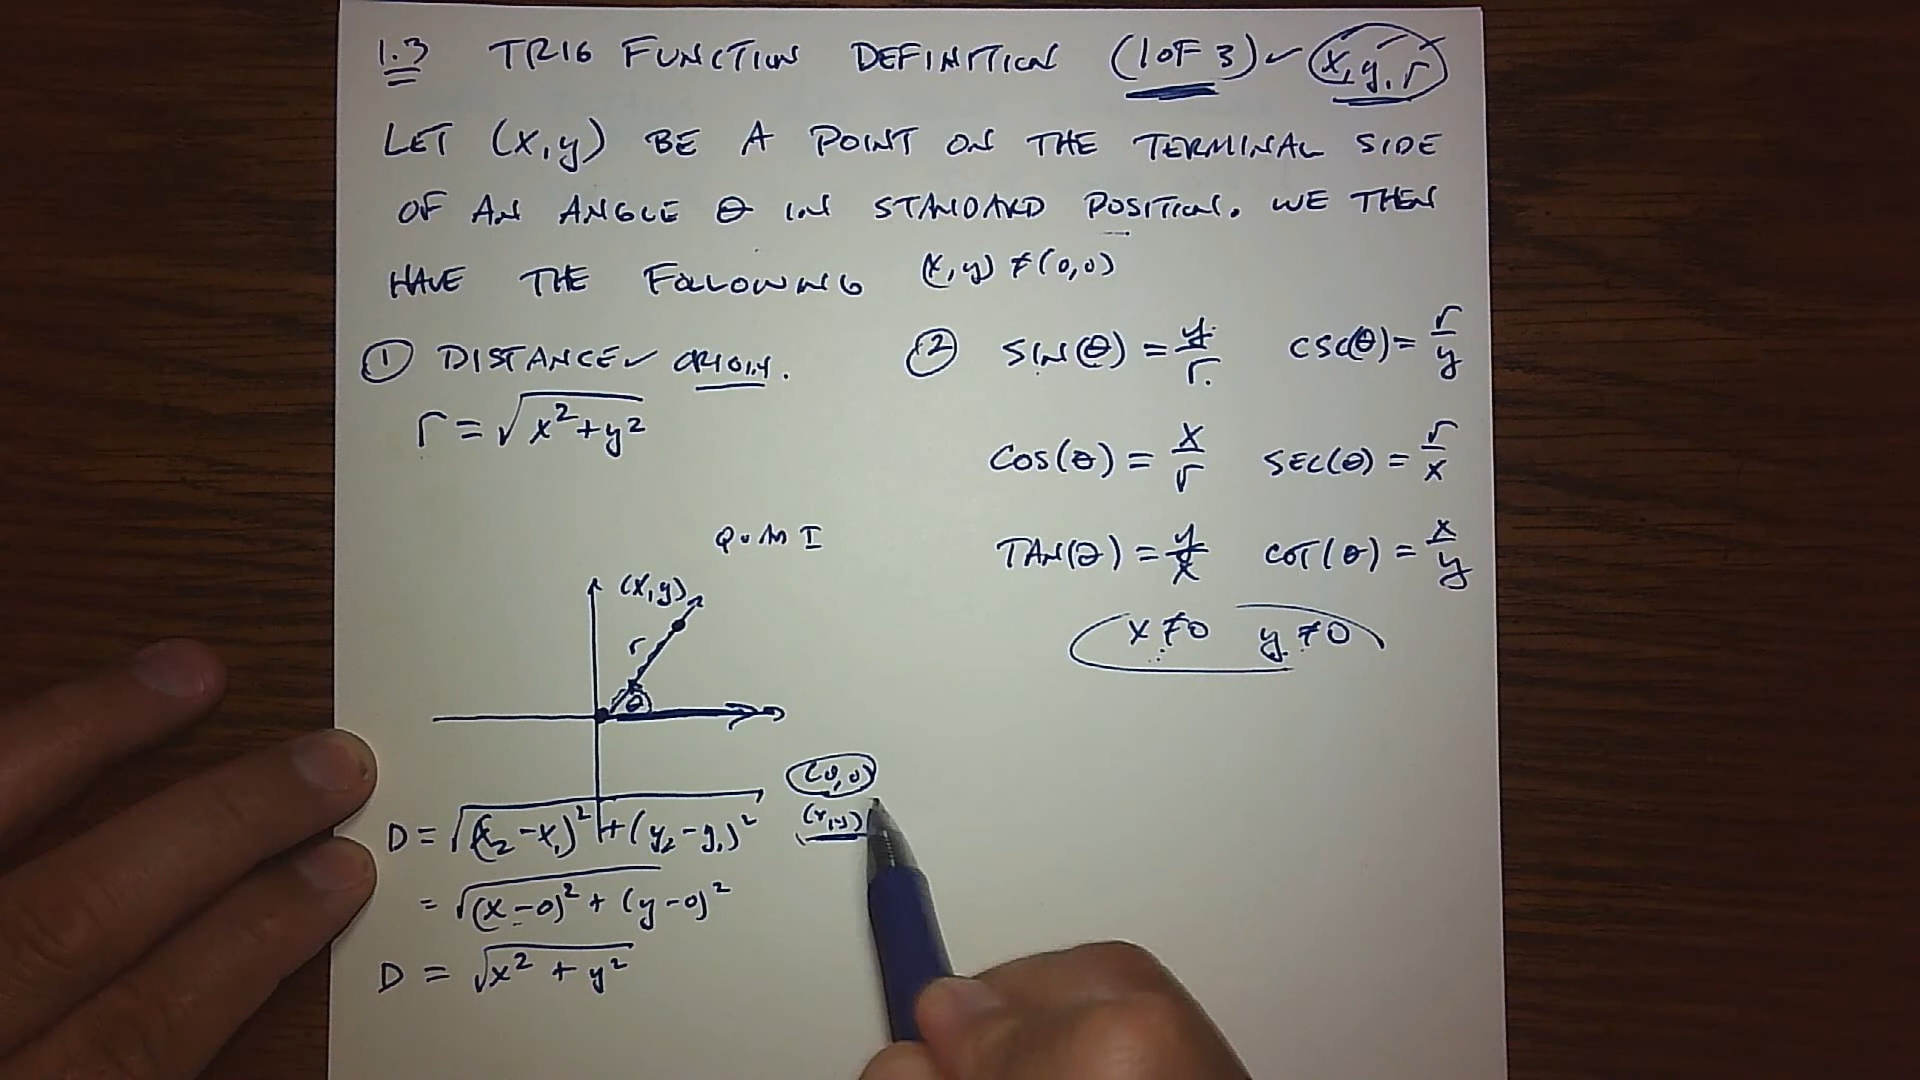 1.3 TRIG FUNCTION DEFINITION (1 OF 3) ✓ x, y, r
LET (x,y) BE A POINT ON THE TERMINAL SIDE
OF AN ANGLE θ IN STANDARD POSITION. WE THEN
HAVE THE FOLLOWING (x,y) ≠ (0,0)
① DISTANCE ✓ ORIGIN.
r = √(x²+y²)
② SIN(θ) = y/r CSC(θ) = r/y
COS(θ) = x/r SEC(θ) = r/x
TAN(θ) = y/x COT(θ) = x/y
x ≠ 0 y ≠ 0
QUAD I
(x,y)
r
θ
(0,0)
(x,y)
D = √((x₂-x₁)² + (y₂-y₁)²)
= √((x-0)² + (y-0)²)
D = √(x² + y²)